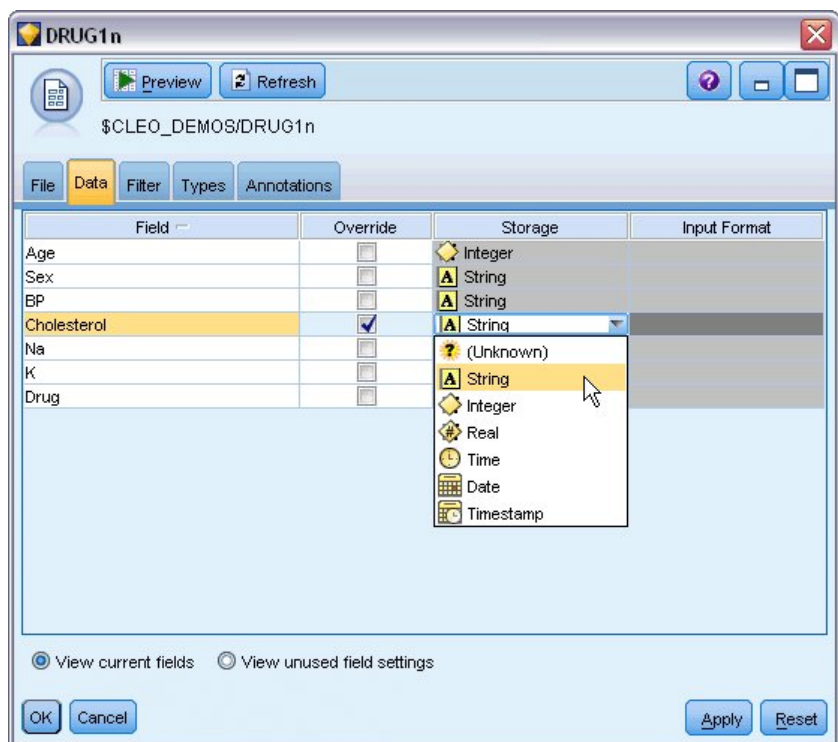 DRUG1n
Preview Refresh
$CLEO_DEMOS/DRUG1n
File Data Filter Types Annotations
Field Override Storage Input Format
Age Integer
Sex A String
BP A String
Cholesterol A String
Na ? (Unknown)
K A String
Drug Integer
# Real
Time
Date
Timestamp
View current fields View unused field settings
OK Cancel Apply Reset